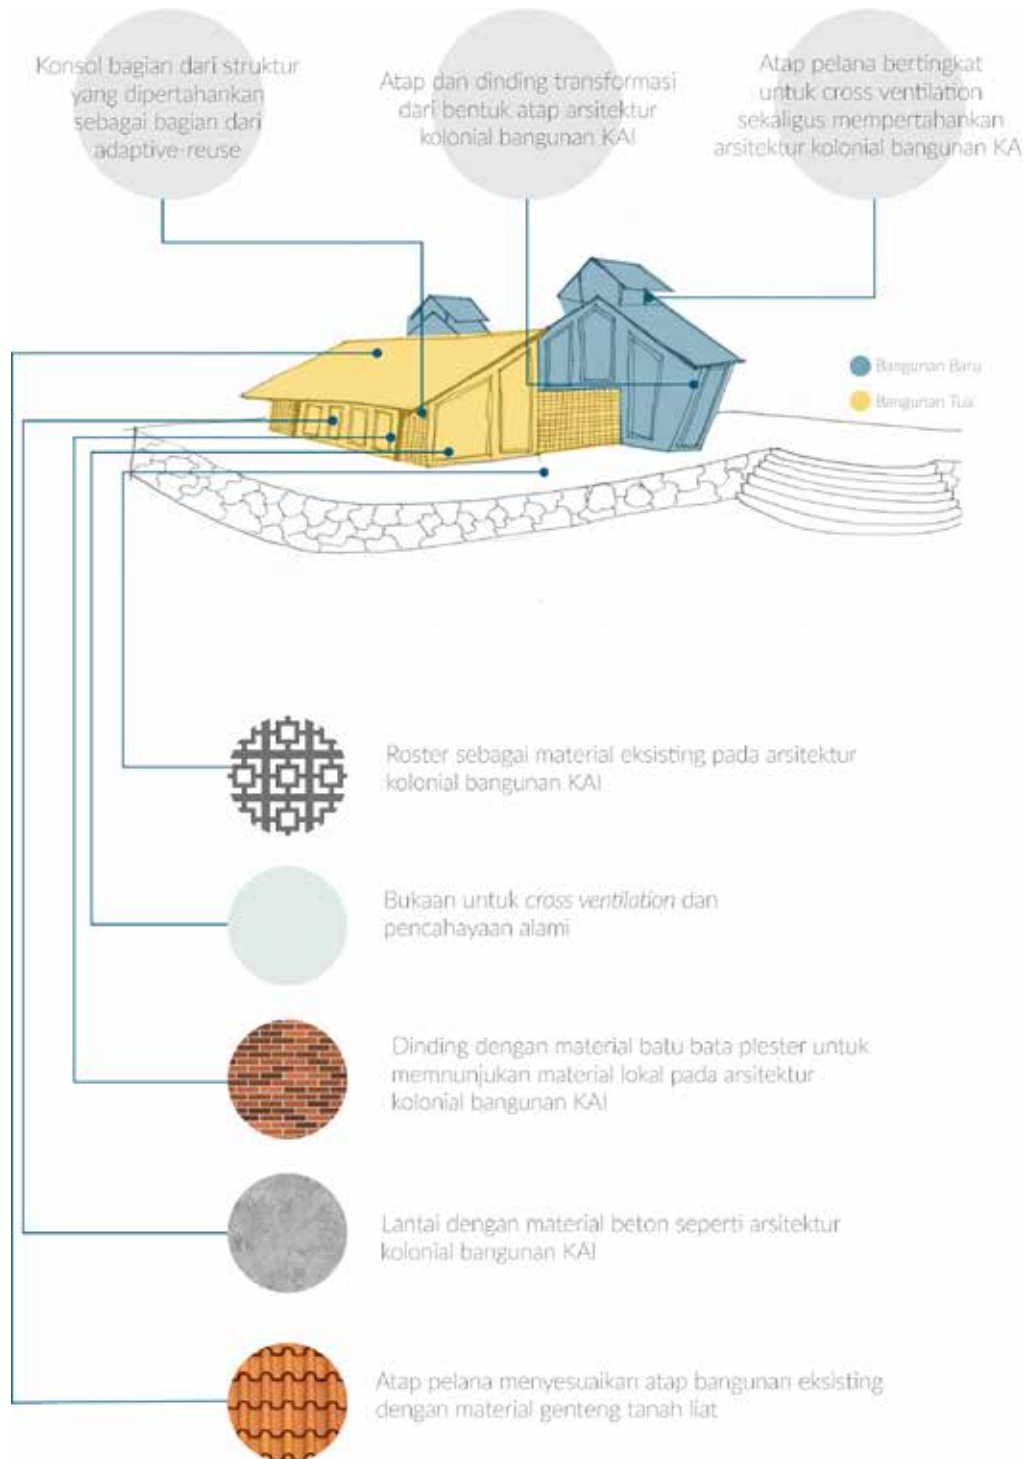 Konsol bagian dari struktur
yang dipertahankan
sebagai bagian dari
adaptive-reuse
Atap dan dinding transformasi
dari bentuk atap arsitektur
kolonial bangunan KAI
Atap pelana bertingkat
untuk cross ventilation
sekaligus mempertahankan
arsitektur kolonial bangunan KA
Bangunan Baru
Bangunan Tua
Roster sebagai material eksisting pada arsitektur
kolonial bangunan KAI
Bukaan untuk cross ventilation dan
pencahayaan alami
Dinding dengan material batu bata plester untuk
memnunjukan material lokal pada arsitektur
kolonial bangunan KAI
Lantai dengan material beton seperti arsitektur
kolonial bangunan KAI
Atap pelana menyesuaikan atap bangunan eksisting
dengan material genteng tanah liat